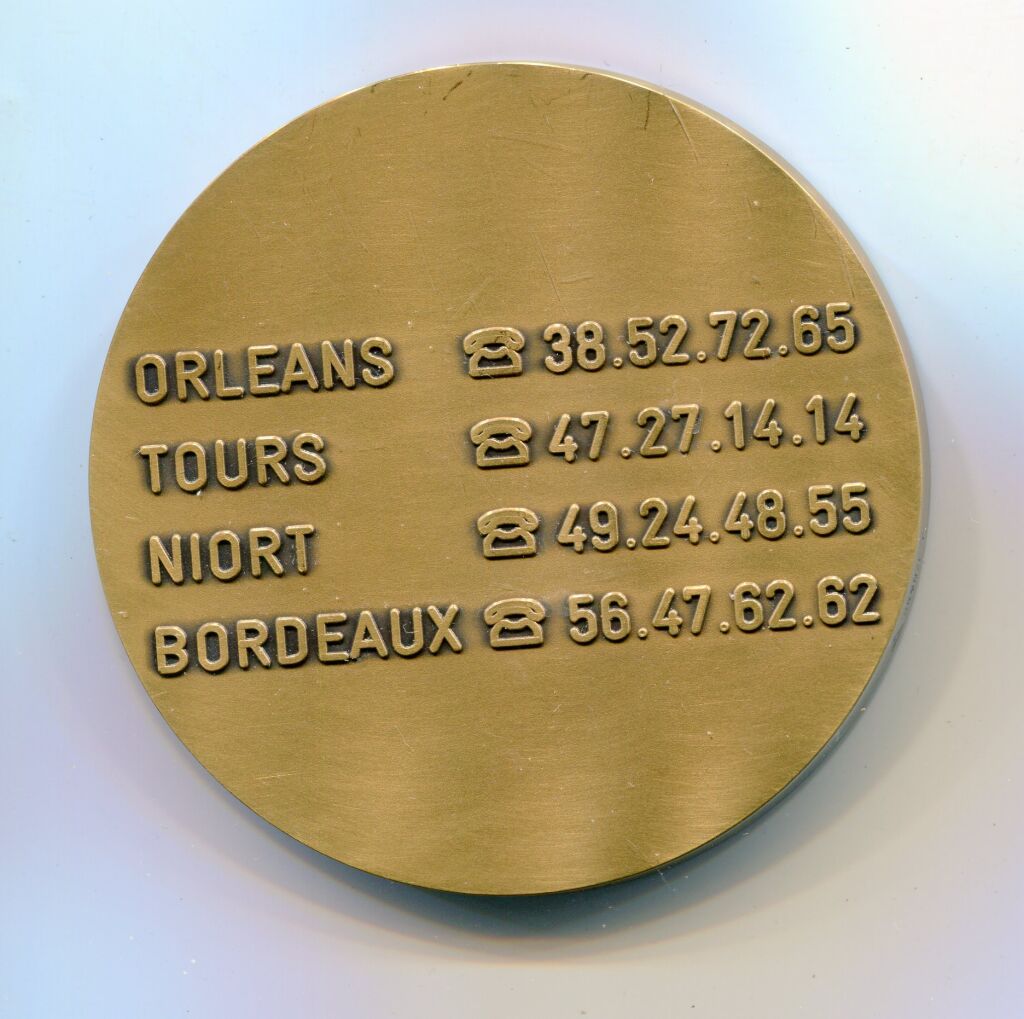 ORLEANS ☎ 38.52.72.65
TOURS ☎ 47.27.14.14
NIORT ☎ 49.24.48.55
BORDEAUX ☎ 56.47.62.62